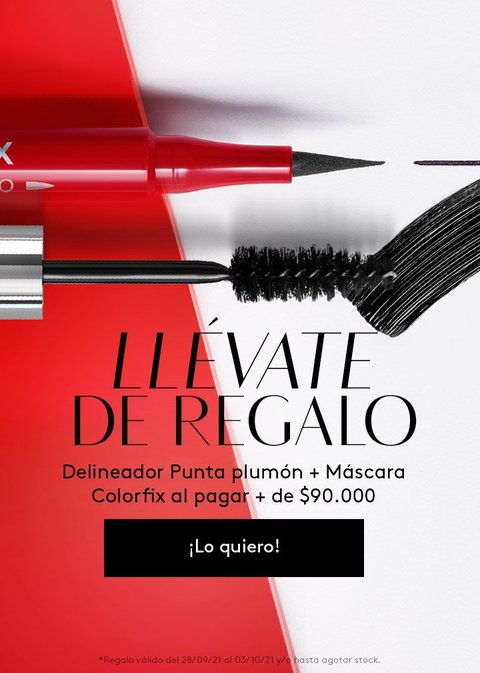 X
O
LLÉVATE
DE REGALO
Delineador Punta plumón + Máscara
Colorfix al pagar + de $90.000
¡Lo quiero!
*Regalo válido del 28/09/21 al 03/10/21 y/o hasta agotar stock.